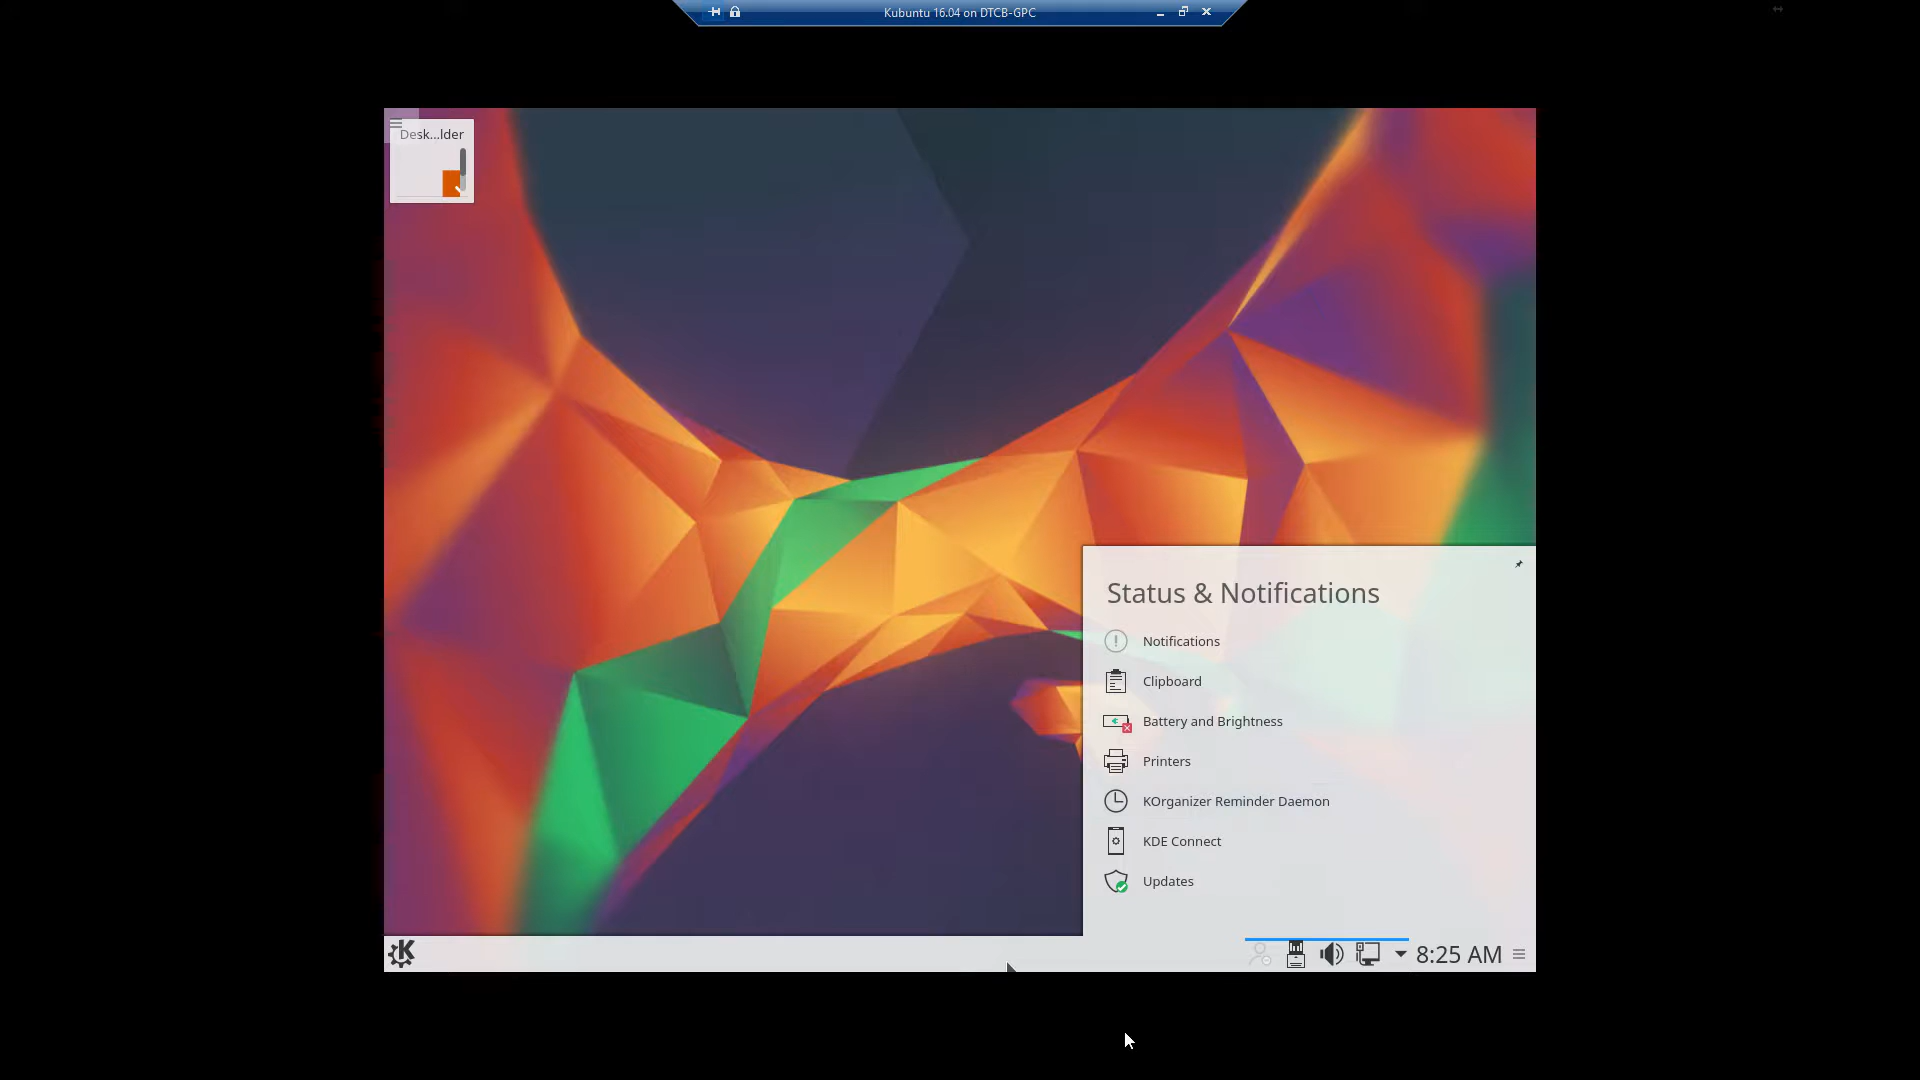 Kubuntu 16.04 on DTCB-GPC
Desk...lder
Status & Notifications
Notifications
Clipboard
Battery and Brightness
Printers
KOrganizer Reminder Daemon
KDE Connect
Updates
8:25 AM